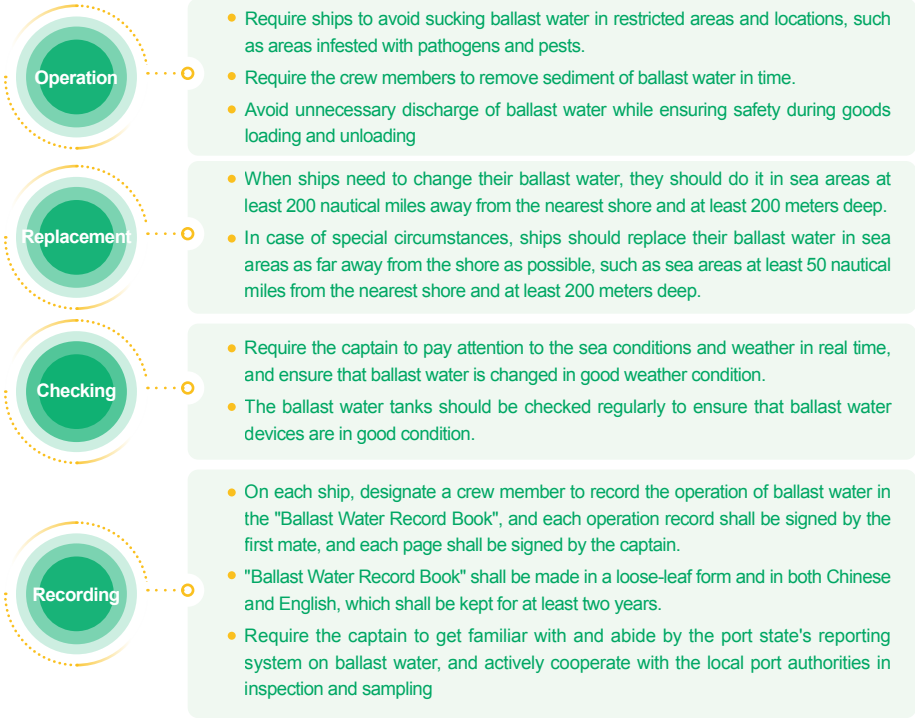 Operation
Require ships to avoid sucking ballast water in restricted areas and locations, such
as areas infested with pathogens and pests.
Require the crew members to remove sediment of ballast water in time.
Avoid unnecessary discharge of ballast water while ensuring safety during goods
loading and unloading
Replacement
When ships need to change their ballast water, they should do it in sea areas at
least 200 nautical miles away from the nearest shore and at least 200 meters deep.
In case of special circumstances, ships should replace their ballast water in sea
areas as far away from the shore as possible, such as sea areas at least 50 nautical
miles from the nearest shore and at least 200 meters deep.
Checking
Require the captain to pay attention to the sea conditions and weather in real time,
and ensure that ballast water is changed in good weather condition.
The ballast water tanks should be checked regularly to ensure that ballast water
devices are in good condition.
Recording
On each ship, designate a crew member to record the operation of ballast water in
the "Ballast Water Record Book", and each operation record shall be signed by the
first mate, and each page shall be signed by the captain.
"Ballast Water Record Book" shall be made in a loose-leaf form and in both Chinese
and English, which shall be kept for at least two years.
Require the captain to get familiar with and abide by the port state's reporting
system on ballast water, and actively cooperate with the local port authorities in
inspection and sampling